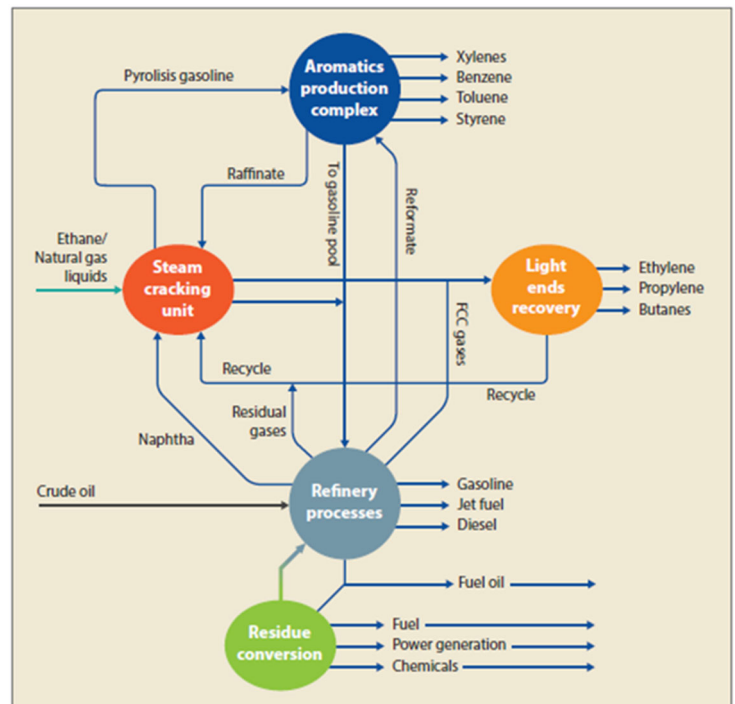 Pyrolisis gasoline
Aromatics
production
complex
Xylenes
Benzene
Toluene
Styrene
Raffinate
To gasoline pool
Reformate
Ethane/
Natural gas
liquids
Steam
cracking
unit
Light
ends
recovery
Ethylene
Propylene
Butanes
FCC gases
Recycle
Recycle
Residual
gases
Naphtha
Crude oil
Refinery
processes
Gasoline
Jet fuel
Diesel
Fuel oil
Residue
conversion
Fuel
Power generation
Chemicals